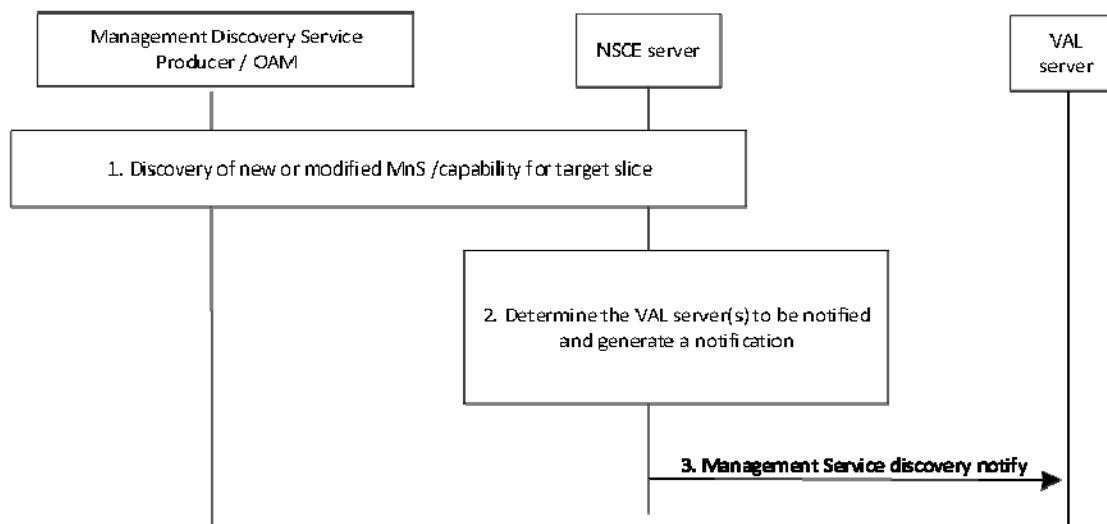 Management Discovery Service
Producer / OAM
NSCE server
VAL
server
1. Discovery of new or modified MnS /capability for target slice
2. Determine the VAL server(s) to be notified
and generate a notification
3. Management Service discovery notify